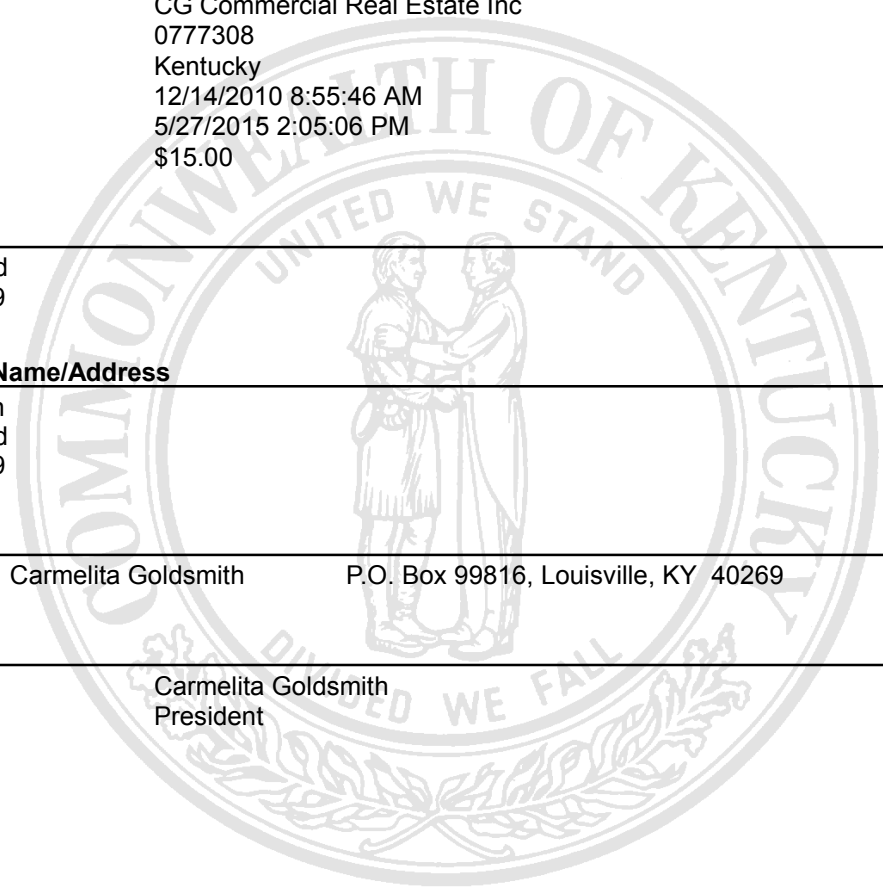 CG Commercial Real Estate Inc
0777308
Kentucky
12/14/2010 8:55:46 AM
5/27/2015 2:05:06 PM
$15.00
d
9
Name/Address
n
d
9
Carmelita Goldsmith P.O. Box 99816, Louisville, KY 40269
Carmelita Goldsmith
President
COMMONWEALTH OF KENTUCKY
UNITED WE STAND
DIVIDED WE FALL